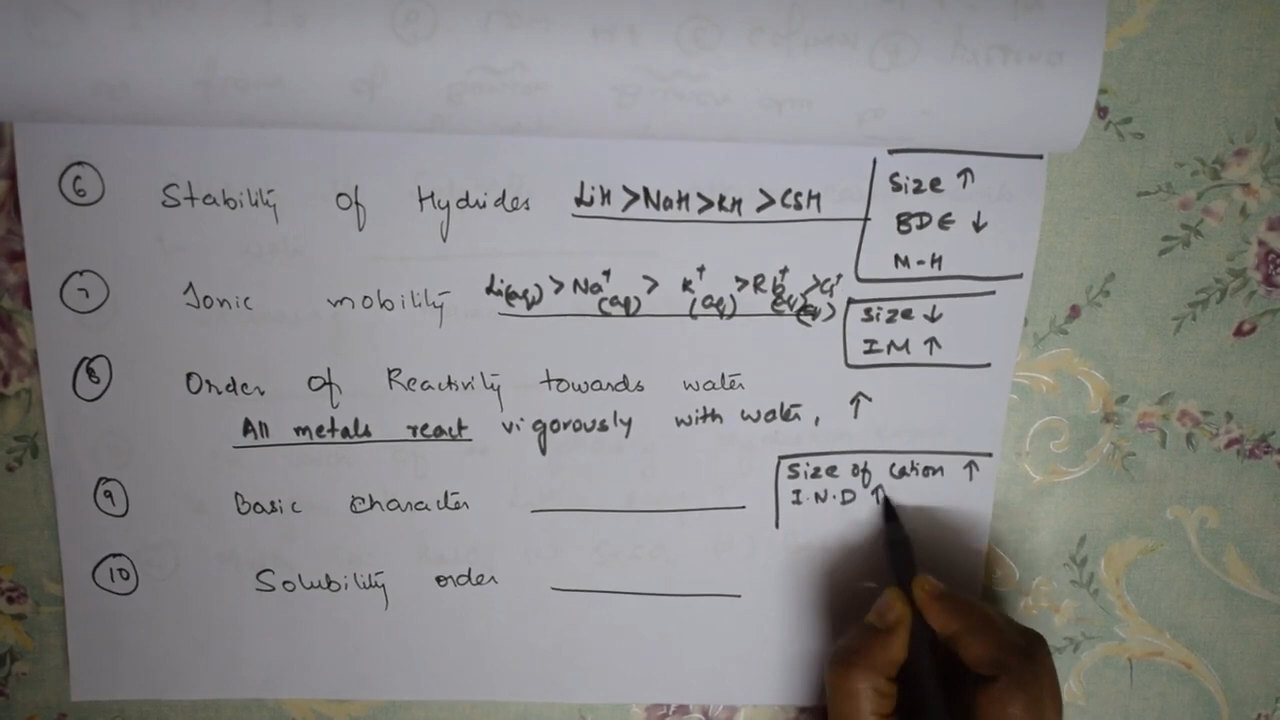 ⑥ Stability of Hydrides LiH > NaH > KH > CSH
Size ↑
BDE ↓
M-H
⑦ Ionic mobility Li(aq) > Na⁺(aq) > K⁺(aq) > Rb⁺(aq) > Cs⁺(aq)
Size ↓
IM ↑
⑧ Order of Reactivity towards water
All metals react vigorously with water, ↑
⑨ Basic character
Size of cation ↑
I.N.D ↑
⑩ Solubility order